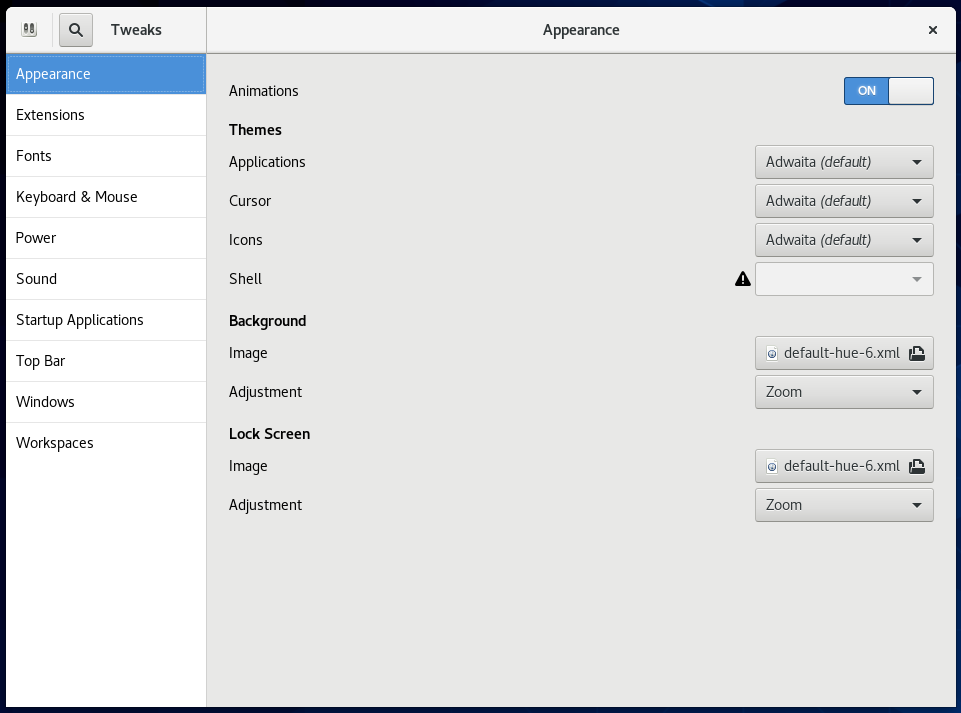 Tweaks
Appearance
Appearance
Extensions
Fonts
Keyboard & Mouse
Power
Sound
Startup Applications
Top Bar
Windows
Workspaces
Animations
ON
Themes
Applications
Adwaita (default)
Cursor
Adwaita (default)
Icons
Adwaita (default)
Shell
Background
Image
default-hue-6.xml
Adjustment
Zoom
Lock Screen
Image
default-hue-6.xml
Adjustment
Zoom